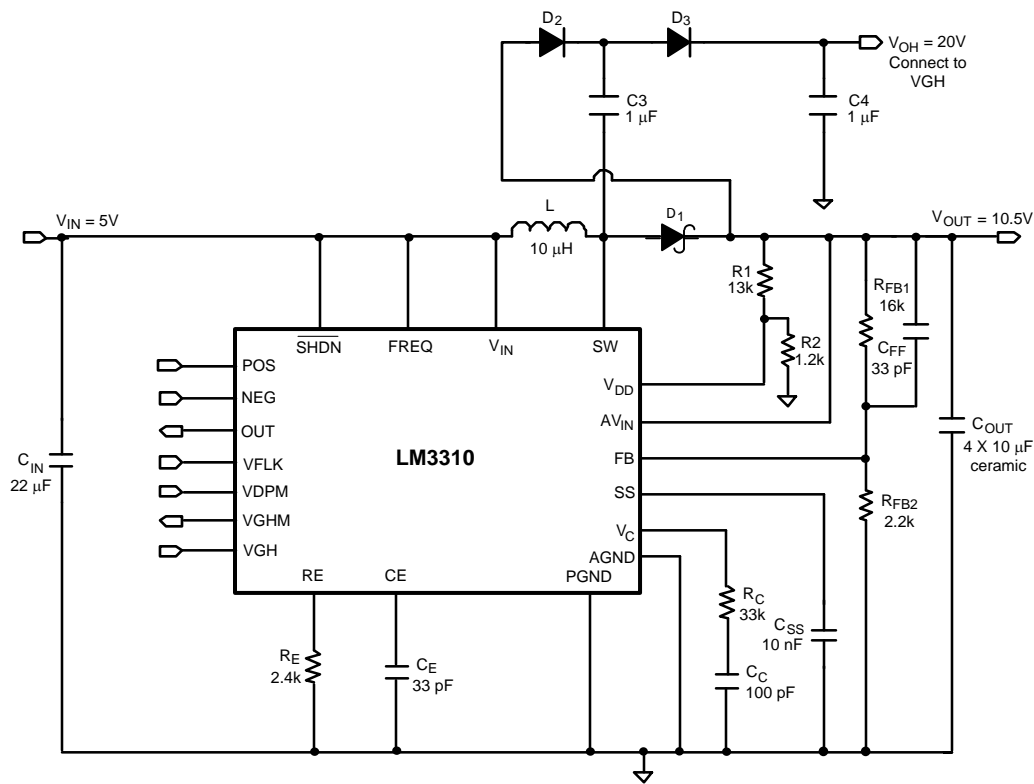 D2
D3
VOH = 20V
Connect to
VGH
C3
1 μF
C4
1 μF
VIN = 5V
L
10 μH
D1
VOUT = 10.5V
R1
13k
RFB1
16k
R2
1.2k
CFF
33 pF
SHDN
FREQ
VIN
SW
POS
NEG
OUT
VFLK
VDPM
VGHM
VGH
LM3310
VDD
AVIN
FB
SS
VC
AGND
PGND
RE
CE
CIN
22 μF
COUT
4 X 10 μF
ceramic
RFB2
2.2k
RC
33k
CSS
10 nF
CC
100 pF
RE
2.4k
CE
33 pF